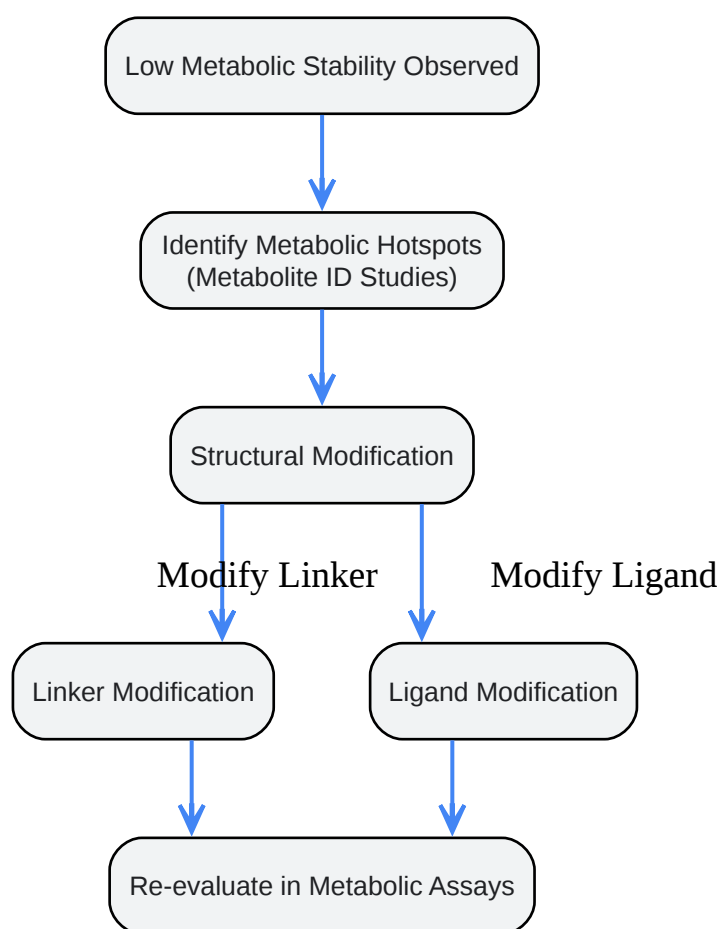 Low Metabolic Stability Observed
Identify Metabolic Hotspots
(Metabolite ID Studies)
Structural Modification
Modify Linker
Modify Ligand
Linker Modification
Ligand Modification
Re-evaluate in Metabolic Assays